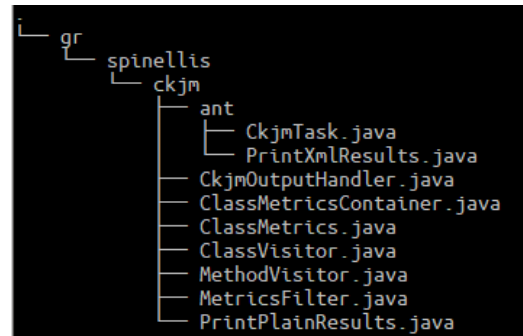 .
└── gr
    └── spinellis
        └── ckjm
            ├── ant
            │   ├── CkjmTask.java
            │   └── PrintXmlResults.java
            ├── CkjmOutputHandler.java
            ├── ClassMetricsContainer.java
            ├── ClassMetrics.java
            ├── ClassVisitor.java
            ├── MethodVisitor.java
            ├── MetricsFilter.java
            └── PrintPlainResults.java